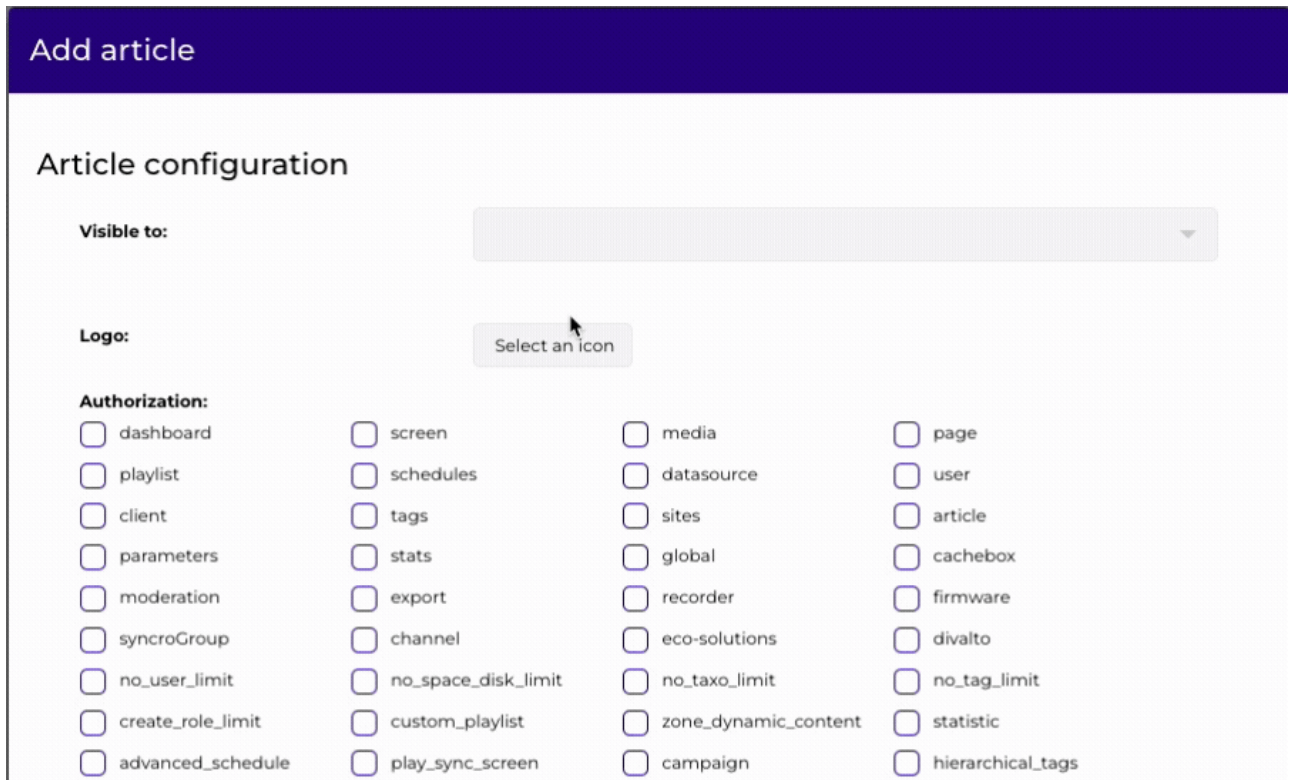 Add article
Article configuration
Visible to:
Logo:
Select an icon
Authorization:
dashboard screen media page
playlist schedules datasource user
client tags sites article
parameters stats global cachebox
moderation export recorder firmware
syncroGroup channel eco-solutions divalto
no_user_limit no_space_disk_limit no_taxo_limit no_tag_limit
create_role_limit custom_playlist zone_dynamic_content statistic
advanced_schedule play_sync_screen campaign hierarchical_tags